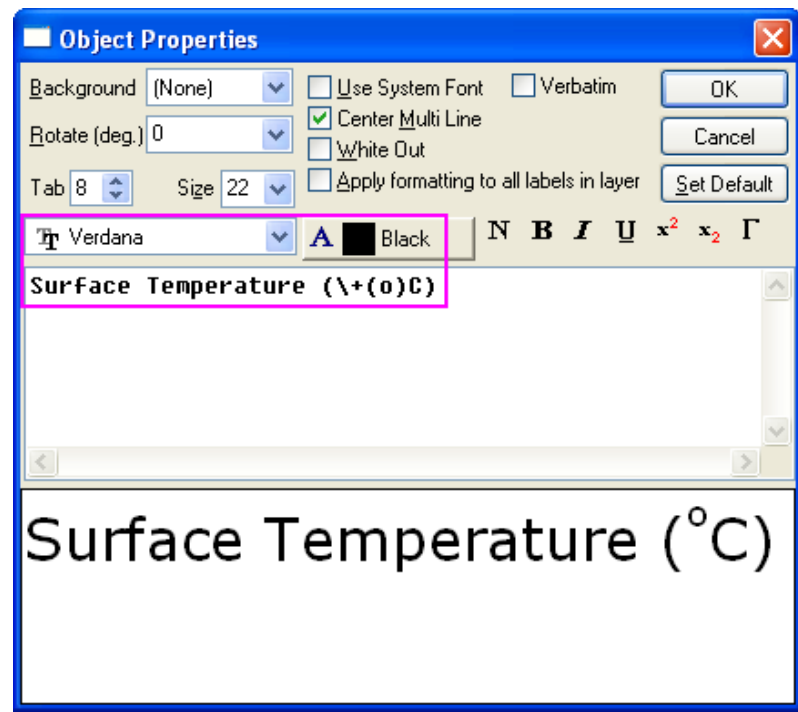 Object Properties
Background (None) Use System Font Verbatim OK
Center Multi Line
Rotate (deg.) 0 White Out Cancel
Tab 8 Size 22 Apply formatting to all labels in layer Set Default
Verdana A Black N B I U x² x₂ Γ
Surface Temperature (\+(o)C)
Surface Temperature (°C)